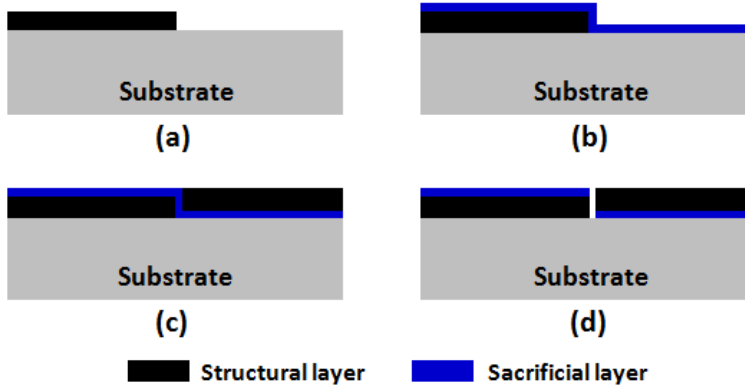 Substrate
(a)
Substrate
(b)
Substrate
(c)
Substrate
(d)
Structural layer
Sacrificial layer